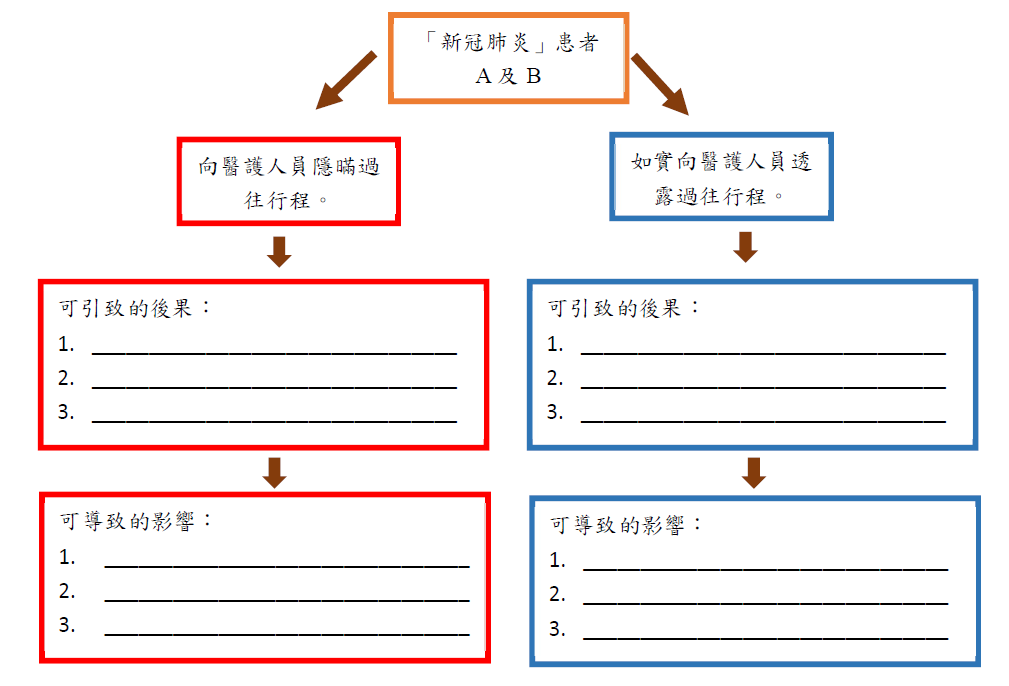 「新冠肺炎」患者
A 及 B
向醫護人員隱瞞過
往行程。
如實向醫護人員透
露過往行程。
可引致的後果：
1.
2.
3.
可引致的後果：
1.
2.
3.
可導致的影響：
1.
2.
3.
可導致的影響：
1.
2.
3.